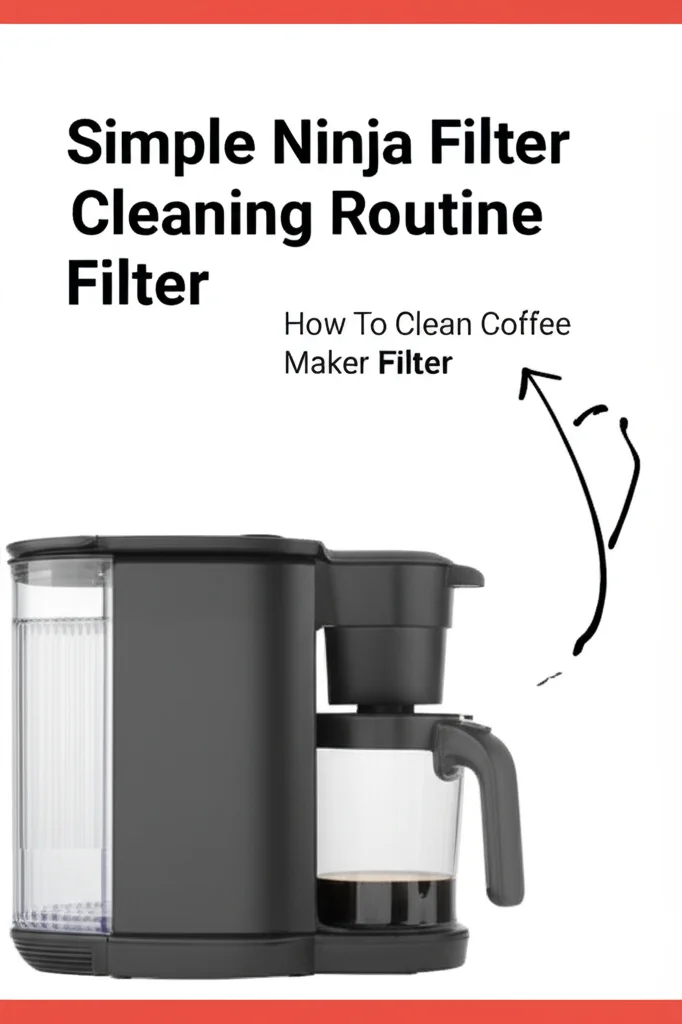 Simple Ninja Filter
Cleaning Routine
Filter
How To Clean Coffee
Maker Filter